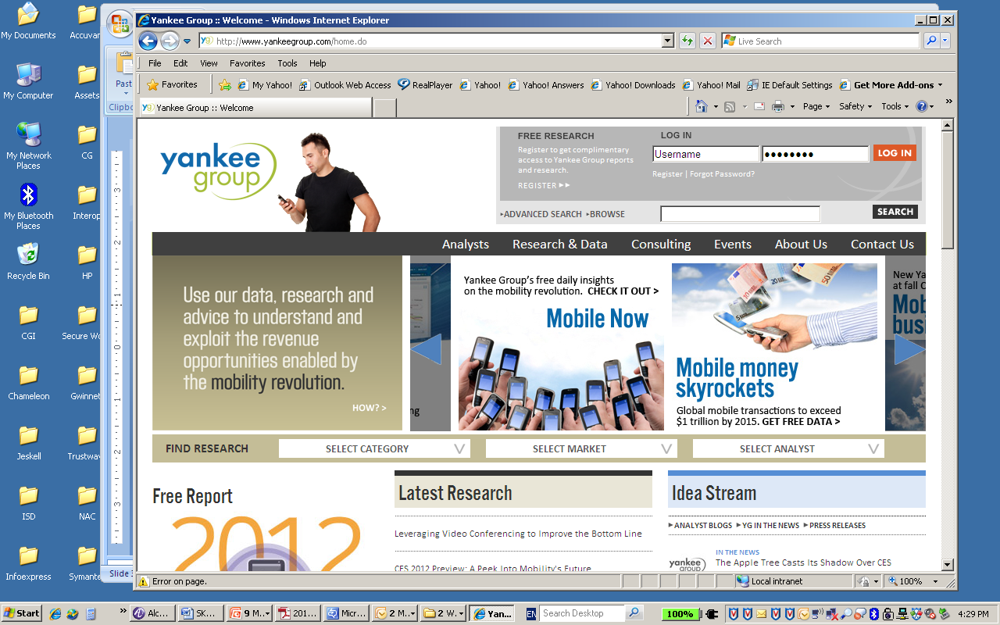 My Documents
Accuvan
My Computer
Assets
My Network
Places
CG
My Bluetooth
Places
Interop
Recycle Bin
HP
CGI
Secure Wo
Chameleon
Gwinnet
Jeskell
Trustwav
ISD
NAC
Infoexpress
Symante
Past
Clipbo
Slide 3
Yankee Group :: Welcome - Windows Internet Explorer
http://www.yankeegroup.com/home.do
Live Search
File Edit View Favorites Tools Help
Favorites My Yahoo! Outlook Web Access RealPlayer Yahoo! Yahoo! Answers Yahoo! Downloads Yahoo! Mail IE Default Settings Get More Add-ons
Yankee Group :: Welcome
Page Safety Tools
yankee
group
FREE RESEARCH
Register to get complimentary
access to Yankee Group reports
and research.
REGISTER
LOG IN
Username ●●●●●●●● LOG IN
Register | Forgot Password?
ADVANCED SEARCH BROWSE SEARCH
Analysts Research & Data Consulting Events About Us Contact Us
Use our data, research and
advice to understand and
exploit the revenue
opportunities enabled by
the mobility revolution.
HOW? >
ng
Yankee Group's free daily insights
on the mobility revolution. CHECK IT OUT >
Mobile Now
Mobile money
skyrockets
Global mobile transactions to exceed
$1 trillion by 2015. GET FREE DATA >
New Ya
at fall C
Mob
busi
FIND RESEARCH SELECT CATEGORY SELECT MARKET SELECT ANALYST
Free Report
2012
Latest Research
Leveraging Video Conferencing to Improve the Bottom Line
CES 2012 Preview: A Peek Into Mobility's Future
Idea Stream
ANALYST BLOGS YG IN THE NEWS PRESS RELEASES
yankee
group
IN THE NEWS
The Apple Tree Casts Its Shadow Over CES
Error on page. Local intranet 100%
Start » Alc... SK... 9 M... 201... Micr... 2 M... 2 W... Yan... EN Search Desktop 100% 4:29 PM